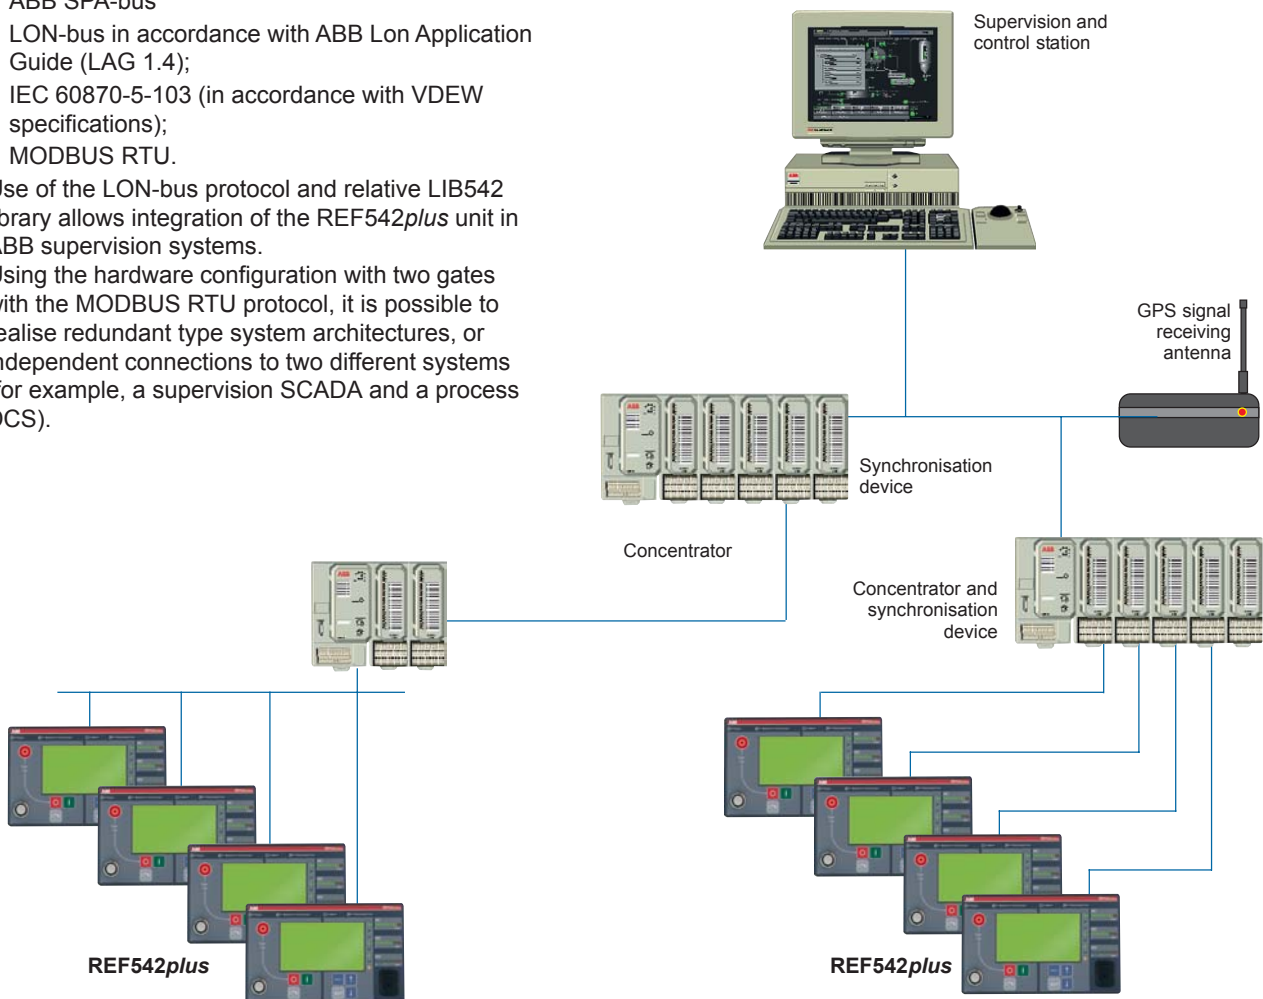 ABB SPA-bus
LON-bus in accordance with ABB Lon Application
Guide (LAG 1.4);
IEC 60870-5-103 (in accordance with VDEW
specifications);
MODBUS RTU.
Use of the LON-bus protocol and relative LIB542
library allows integration of the REF542plus unit in
ABB supervision systems.
Using the hardware configuration with two gates
with the MODBUS RTU protocol, it is possible to
realise redundant type system architectures, or
independent connections to two different systems
for example, a supervision SCADA and a process
DCS).
Supervision and
control station
GPS signal
receiving
antenna
Synchronisation
device
Concentrator
Concentrator and
synchronisation
device
REF542plus
REF542plus